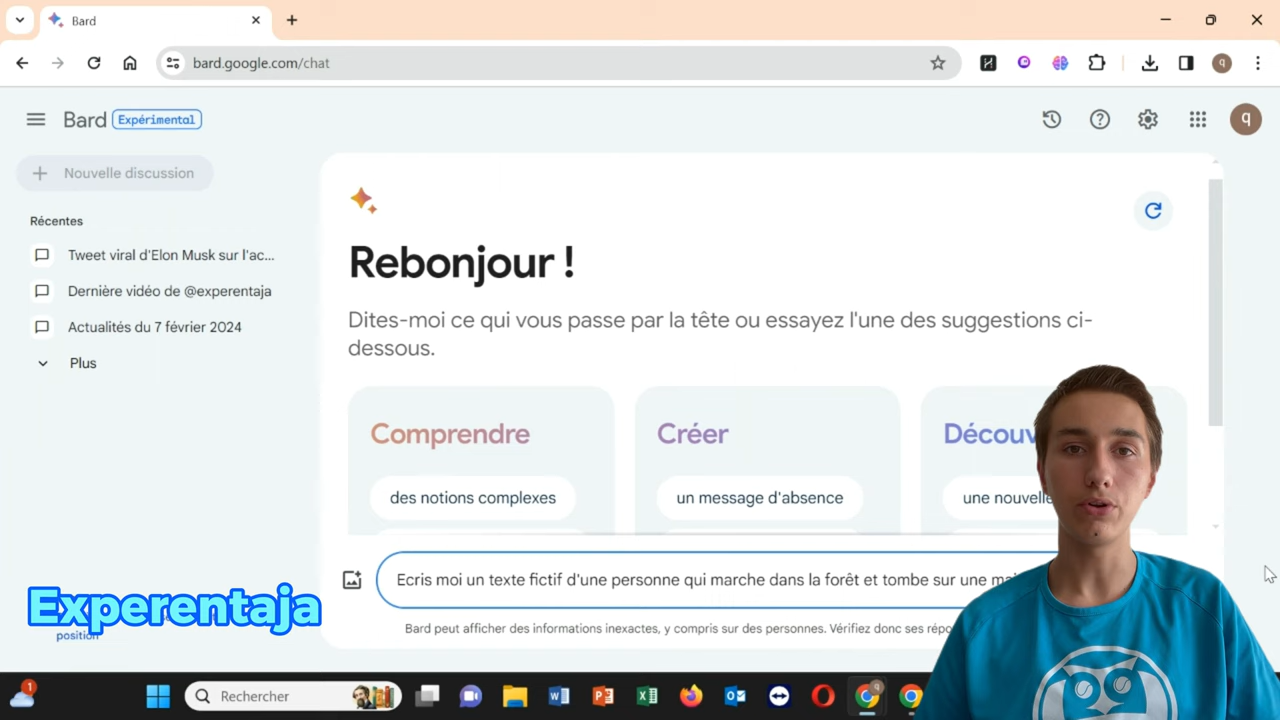 Bard
bard.google.com/chat
q
Bard Expérimental
q
Nouvelle discussion
Récentes
Tweet viral d'Elon Musk sur l'ac...
Dernière vidéo de @experentaja
Actualités du 7 février 2024
Plus
Rebonjour !
Dites-moi ce qui vous passe par la tête ou essayez l'une des suggestions ci-
dessous.
Comprendre
des notions complexes
Créer
un message d'absence
une nouvelle
Ecris moi un texte fictif d'une personne qui marche dans la forêt et tombe sur une
Bard peut afficher des informations inexactes, y compris sur des personnes. Vérifiez donc ses
Experentaja
position
1
Rechercher